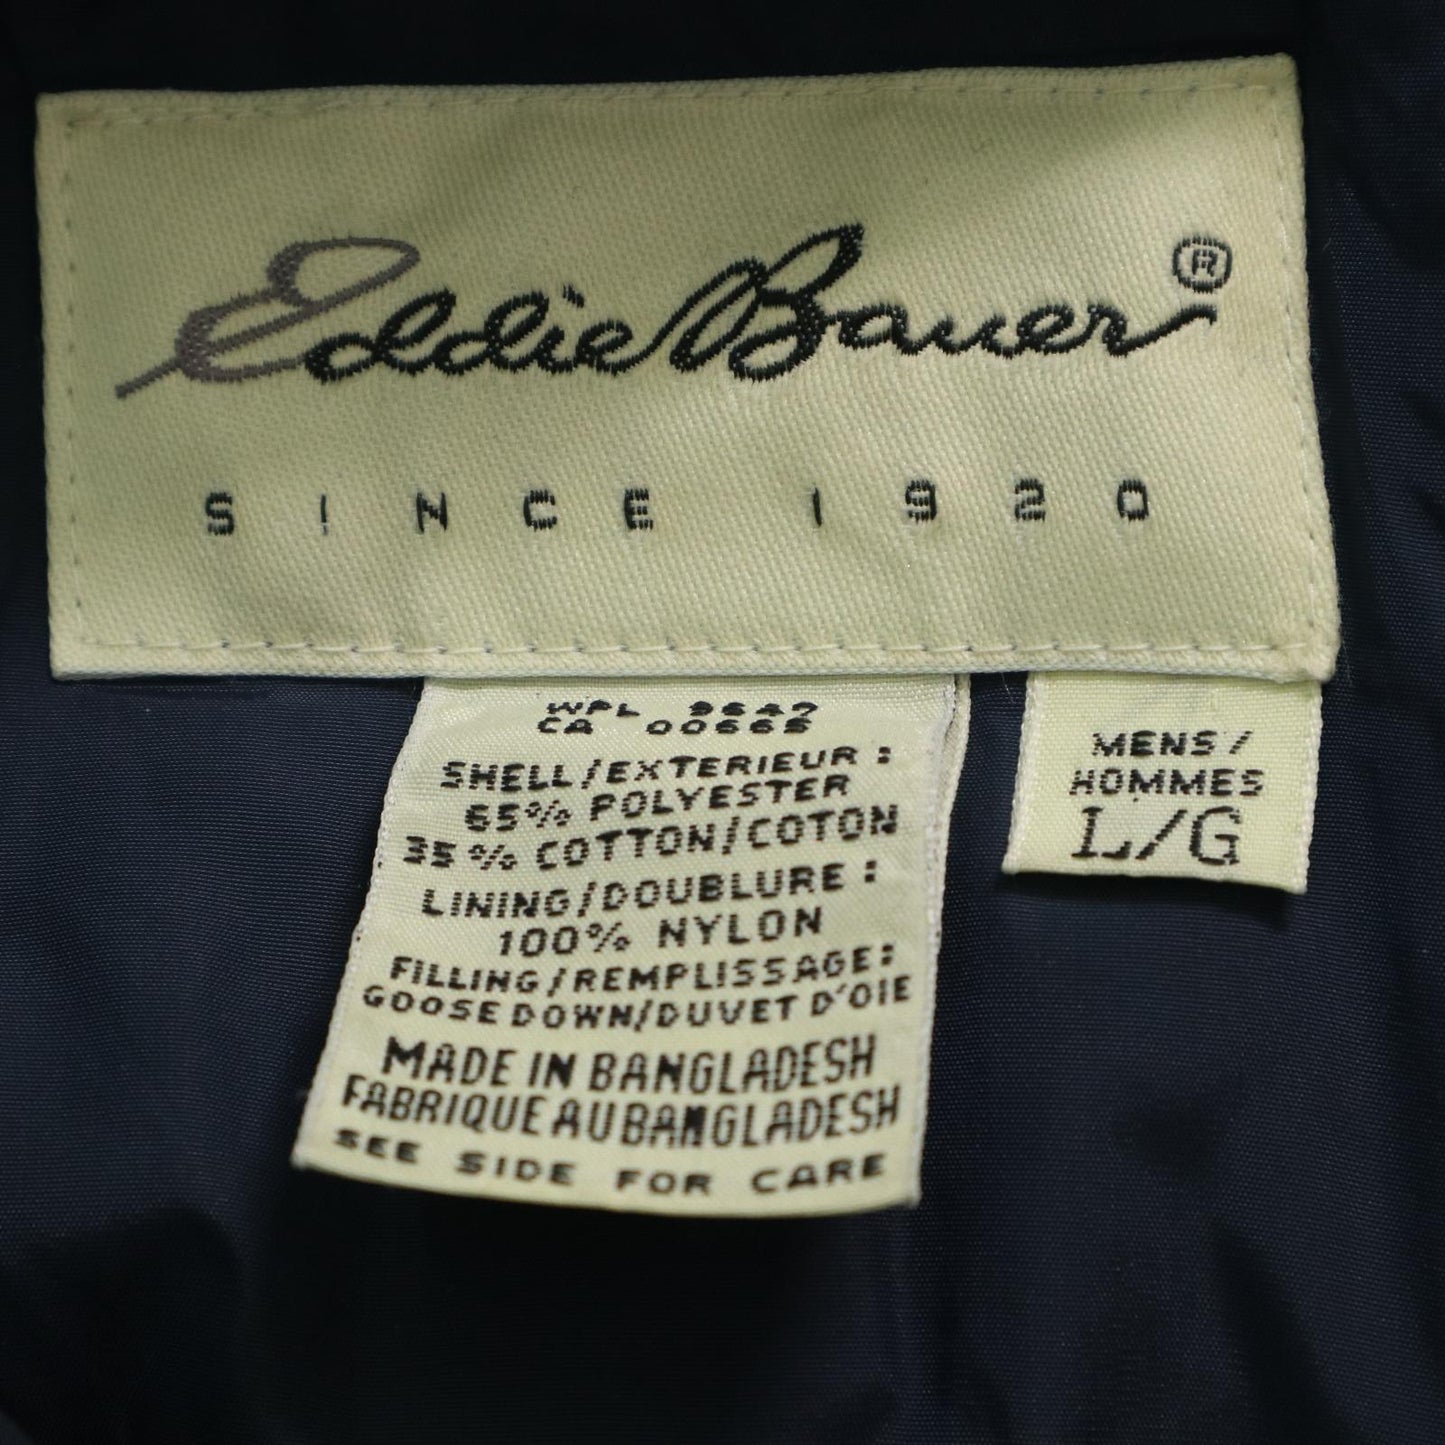 Eddie Bauer®
SINCE 1920
WPL 9647
CA 00665
SHELL/EXTERIEUR:
65% POLYESTER
35% COTTON/COTON
LINING/DOUBLURE:
100% NYLON
FILLING/REMPLISSAGE:
GOOSE DOWN/DUVET D'OIE
MADE IN BANGLADESH
FABRIQUE AU BANGLADESH
SEE SIDE FOR CARE
MENS/
HOMMES
L/G